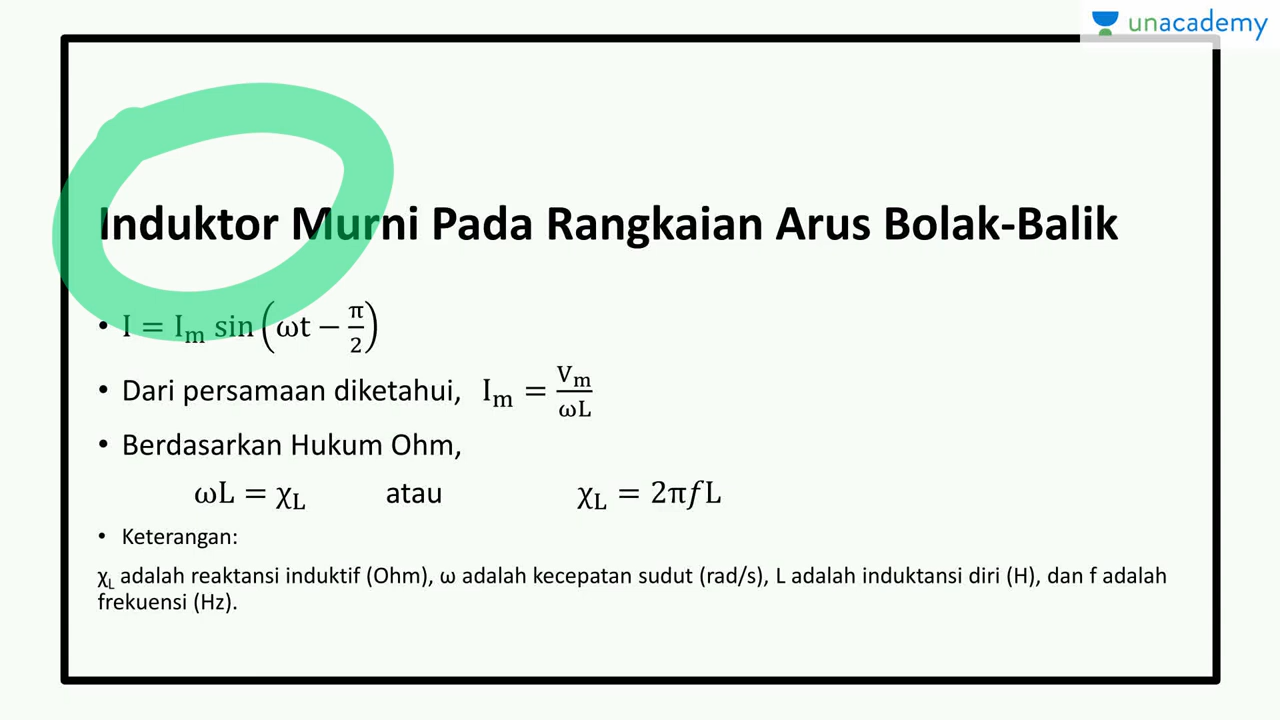 unacademy
Induktor Murni Pada Rangkaian Arus Bolak-Balik
• I = Iₘ sin (ωt − π/2)
• Dari persamaan diketahui, Iₘ = Vₘ/ωL
• Berdasarkan Hukum Ohm,
ωL = χL atau χL = 2πfL
• Keterangan:
χL adalah reaktansi induktif (Ohm), ω adalah kecepatan sudut (rad/s), L adalah induktansi diri (H), dan f adalah
frekuensi (Hz).